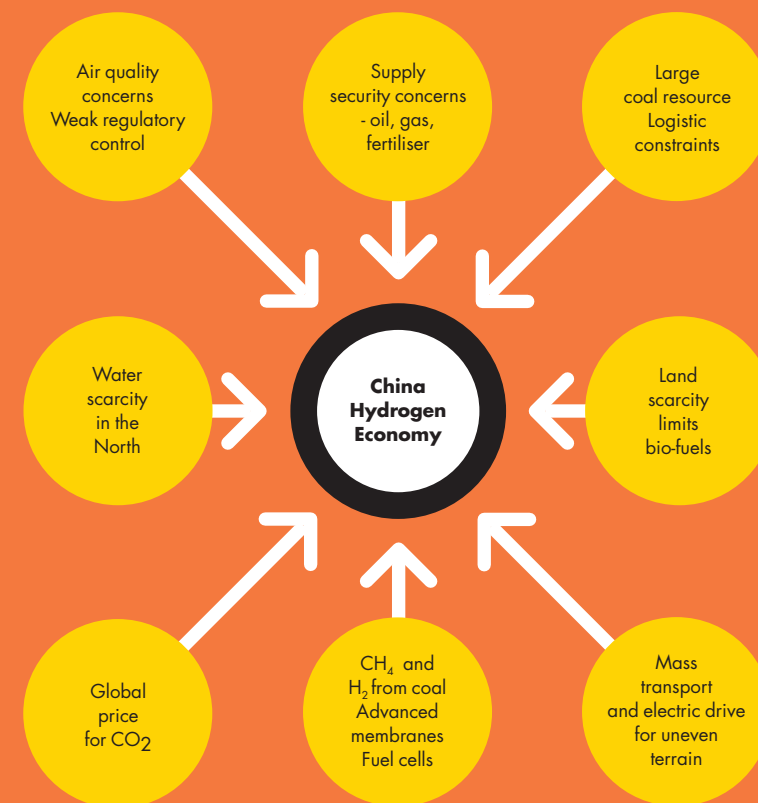 Air quality
concerns
Weak regulatory
control
Supply
security concerns
- oil, gas,
fertiliser
Large
coal resource
Logistic
constraints
Water
scarcity
in the
North
China
Hydrogen
Economy
Land
scarcity
limits
bio-fuels
Global
price
for CO2
CH₄ and
H₂ from coal
Advanced
membranes
Fuel cells
Mass
transport
and electric drive
for uneven
terrain